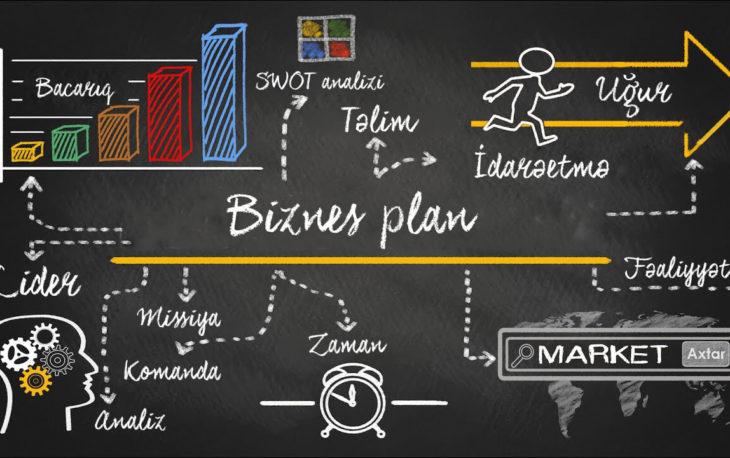 Bacarıq
SWOT analizi
Təlim
Uğur
İdarəetmə
Biznes plan
Lider
Fəaliyyət
Missiya
Komanda
Analiz
Zaman
MARKET
Axtar